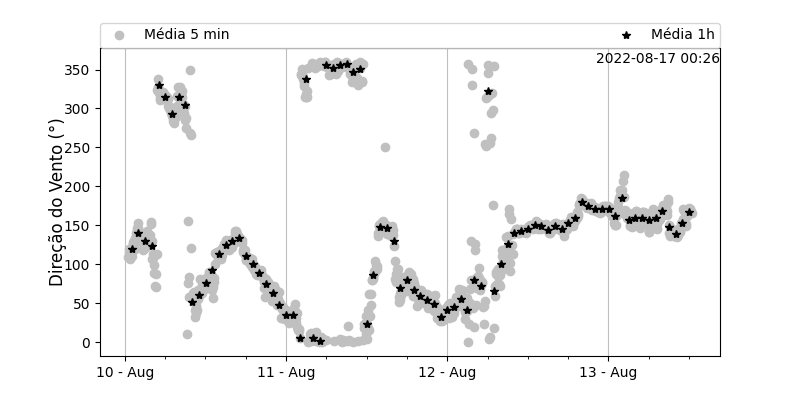 Média 5 min
Média 1h
2022-08-17 00:26
Direção do Vento (°)
350
300
250
200
150
100
50
0
10 - Aug
11 - Aug
12 - Aug
13 - Aug